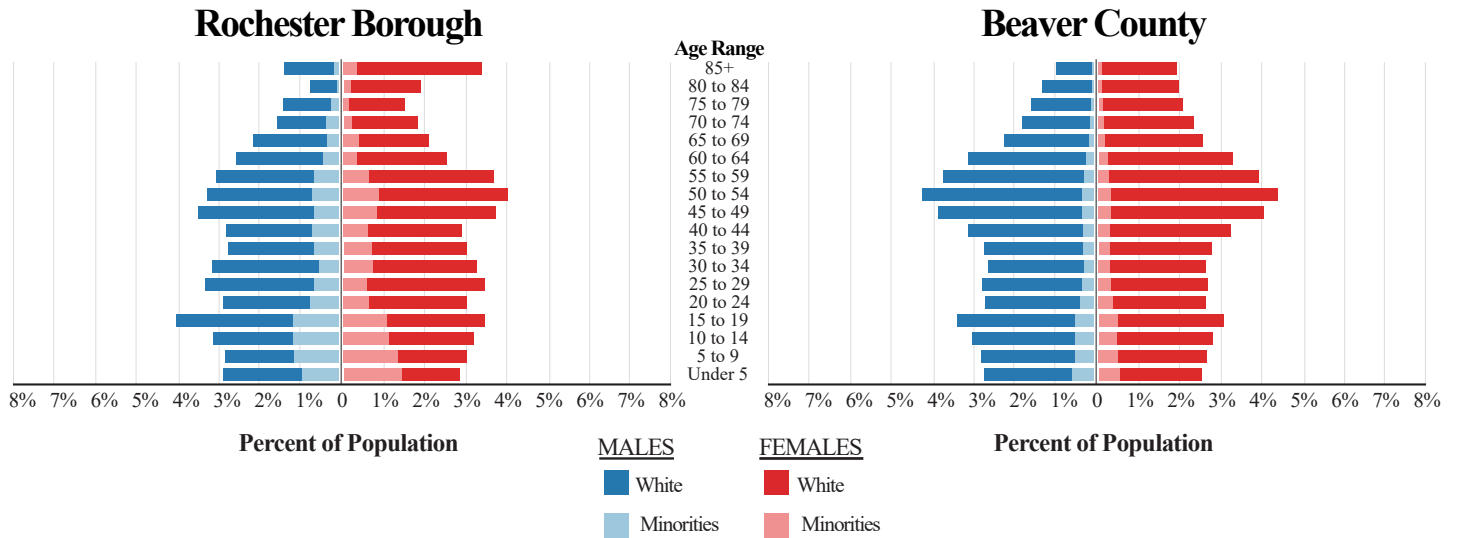 Rochester Borough
Beaver County
Age Range
85+
80 to 84
75 to 79
70 to 74
65 to 69
60 to 64
55 to 59
50 to 54
45 to 49
40 to 44
35 to 39
30 to 34
25 to 29
20 to 24
15 to 19
10 to 14
5 to 9
Under 5
8% 7% 6% 5% 4% 3% 2% 1% 0 1% 2% 3% 4% 5% 6% 7% 8%
8% 7% 6% 5% 4% 3% 2% 1% 0 1% 2% 3% 4% 5% 6% 7% 8%
Percent of Population
Percent of Population
MALES
White
Minorities
FEMALES
White
Minorities